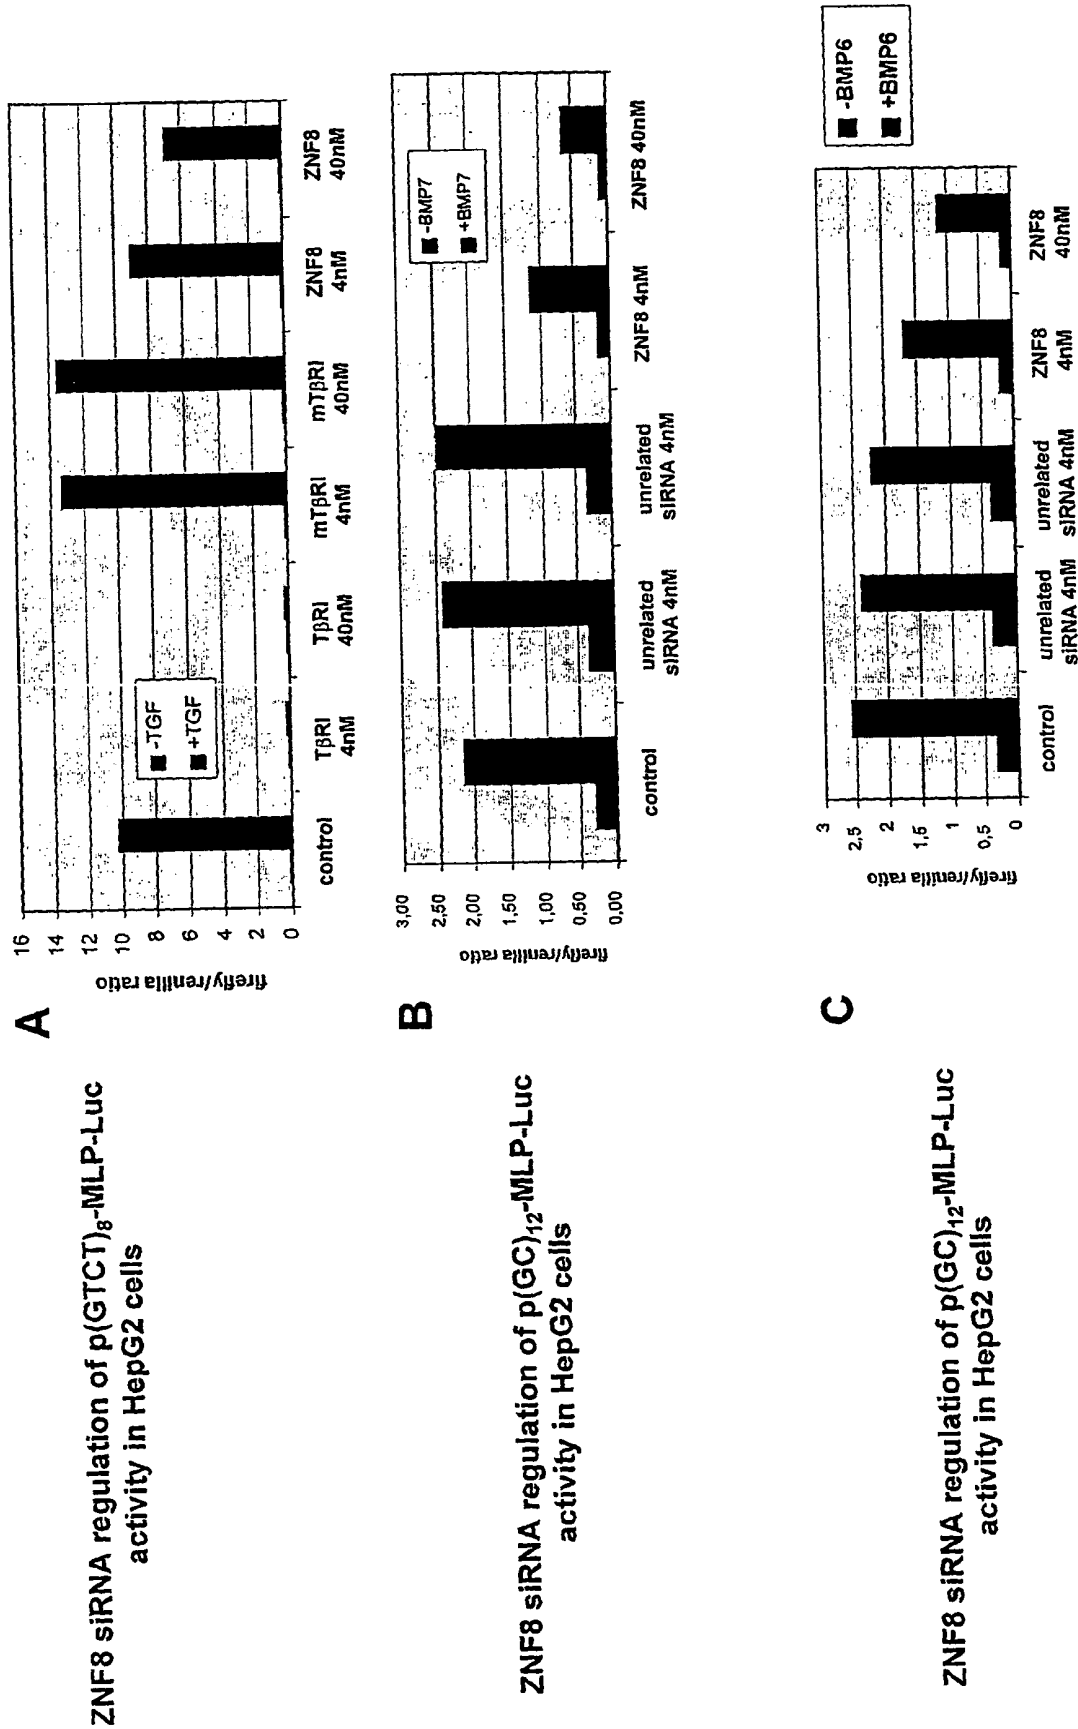 ZNF8 siRNA regulation of p(GTCT)8-MLP-Luc
activity in HepG2 cells
A
firefly/renilla ratio
16
14
12
10
8
6
4
2
0
-TGF
+TGF
control
TβRI
4nM
TβRI
40nM
mTβRI
4nM
mTβRI
40nM
ZNF8
4nM
ZNF8
40nM
ZNF8 siRNA regulation of p(GC)12-MLP-Luc
activity in HepG2 cells
B
firefly/renilla ratio
3,00
2,50
2,00
1,50
1,00
0,50
0,00
-BMP7
+BMP7
control
unrelated
siRNA 4nM
unrelated
siRNA 4nM
ZNF8 4nM
ZNF8 40nM
ZNF8 siRNA regulation of p(GC)12-MLP-Luc
activity in HepG2 cells
C
firefly/renilla ratio
3
2,5
2
1,5
1
0,5
0
control
unrelated
siRNA 4nM
unrelated
siRNA 4nM
ZNF8
4nM
ZNF8
40nM
-BMP6
+BMP6